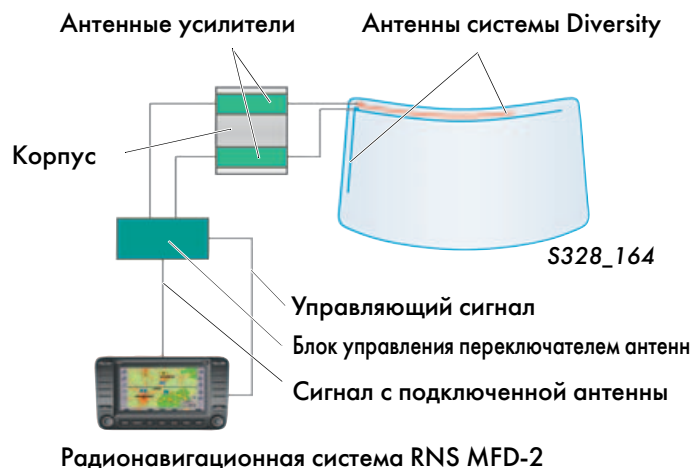 Антенные усилители
Антенны системы Diversity
Корпус
S328_164
Управляющий сигнал
Блок управления переключателем антенн
Сигнал с подключенной антенны
Радионавигационная система RNS MFD-2